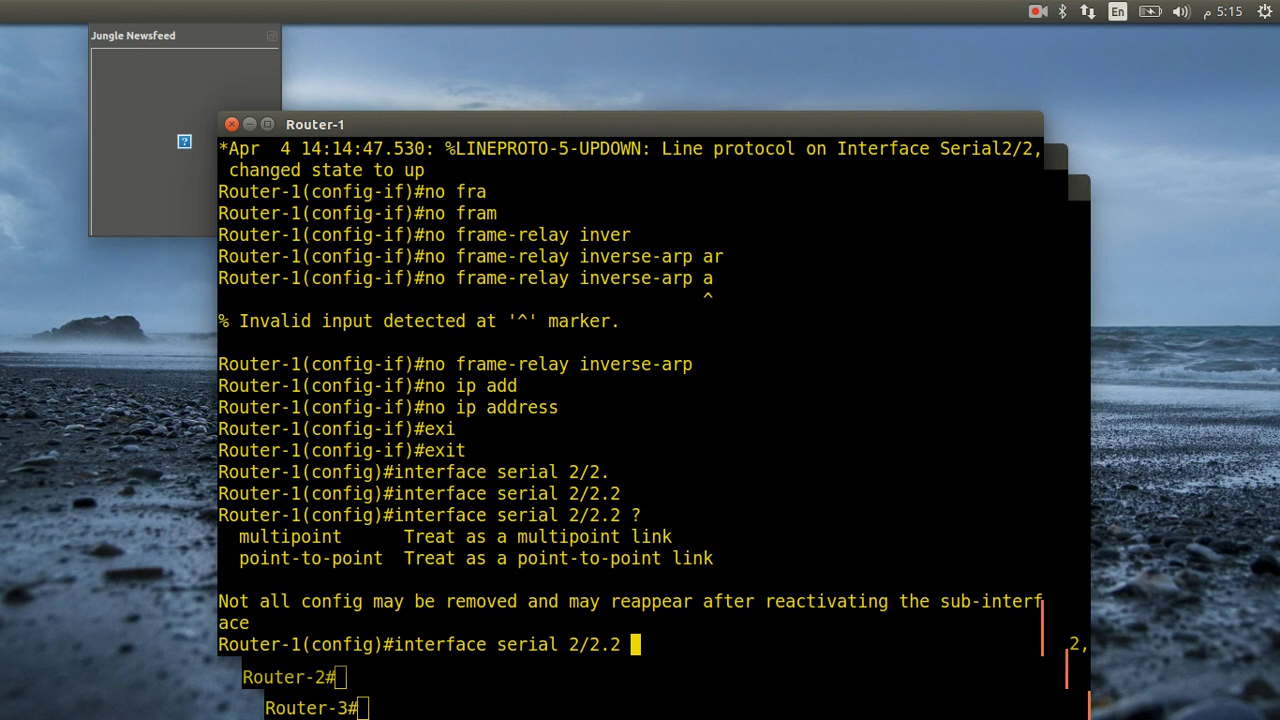 En
5:15 م
Jungle Newsfeed
?
Router-1
*Apr  4 14:14:47.530: %LINEPROTO-5-UPDOWN: Line protocol on Interface Serial2/2,
 changed state to up
Router-1(config-if)#no fra
Router-1(config-if)#no fram
Router-1(config-if)#no frame-relay inver
Router-1(config-if)#no frame-relay inverse-arp ar
Router-1(config-if)#no frame-relay inverse-arp a
^
% Invalid input detected at '^' marker.
Router-1(config-if)#no frame-relay inverse-arp
Router-1(config-if)#no ip add
Router-1(config-if)#no ip address
Router-1(config-if)#exi
Router-1(config-if)#exit
Router-1(config)#interface serial 2/2.
Router-1(config)#interface serial 2/2.2
Router-1(config)#interface serial 2/2.2 ?
  multipoint      Treat as a multipoint link
  point-to-point  Treat as a point-to-point link
Not all config may be removed and may reappear after reactivating the sub-interf
ace
Router-1(config)#interface serial 2/2.2
2,
Router-2#
Router-3#